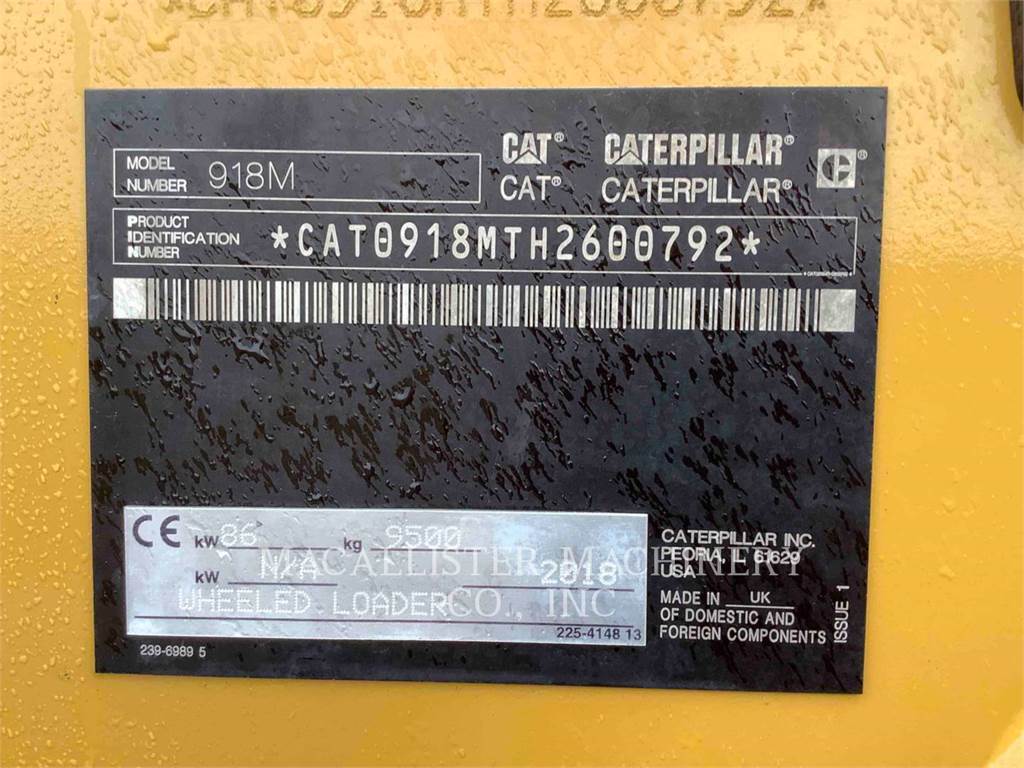 *CAT0918MTH2600792*
MODEL
NUMBER 918M
CAT® CATERPILLAR®
CAT® CATERPILLAR®
PRODUCT
IDENTIFICATION
NUMBER
*CAT0918MTH2600792*
CE kW 86 kg 9500
kW N/A 2018
WHEELED LOADER
225-4148 13
239-6989 5
CATERPILLAR INC.
PEORIA, IL 61629
USA
MADE IN UK
OF DOMESTIC AND
FOREIGN COMPONENTS
ISSUE 1
MACALLISTER MACHINERY
CO, INC